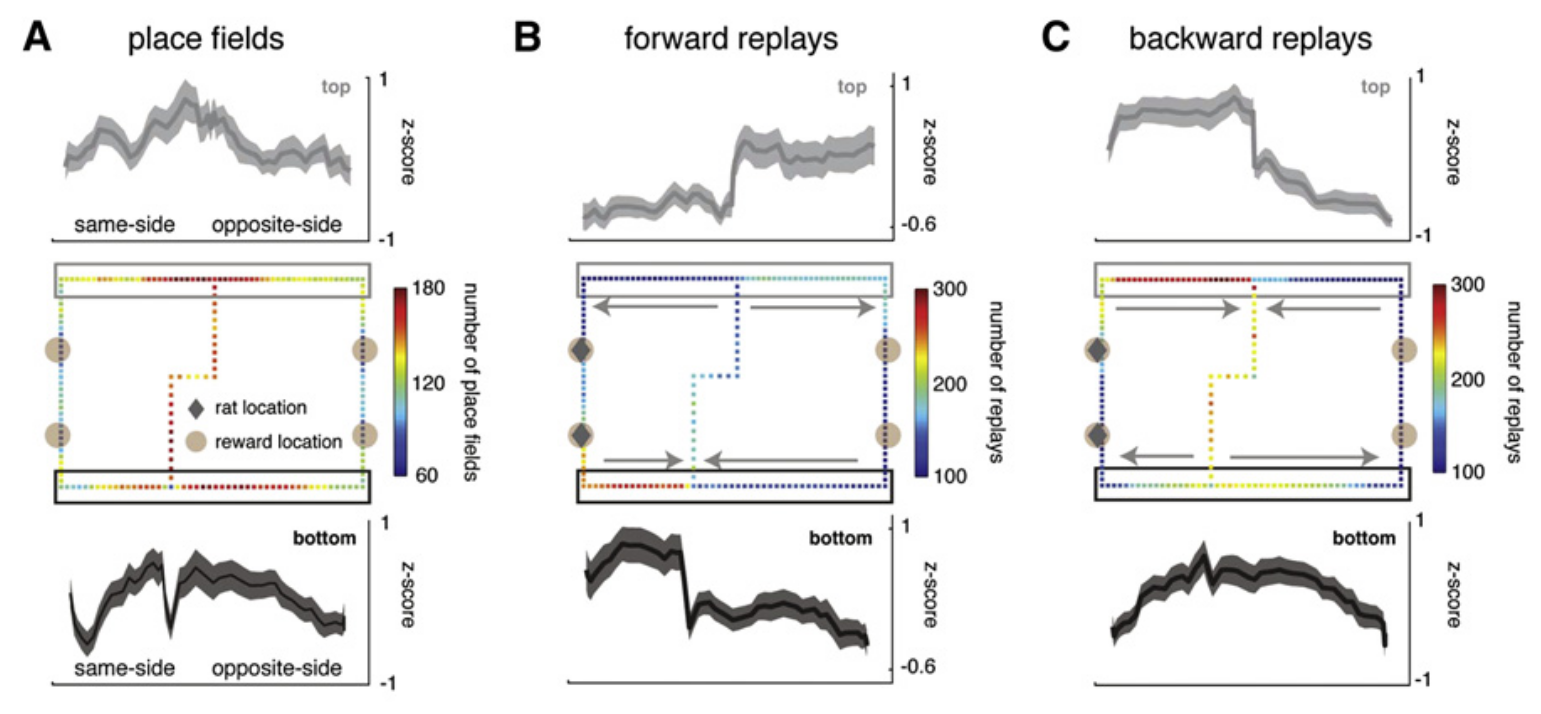 A place fields
top
1
z-score
-1
same-side opposite-side
180
120
60
number of place fields
rat location
reward location
1
bottom
z-score
same-side opposite-side
-1
B forward replays
1
top
z-score
-0.6
300
200
100
number of replays
1
bottom
z-score
-0.6
C backward replays
1
top
z-score
-1
300
200
100
number of replays
1
bottom
z-score
-1